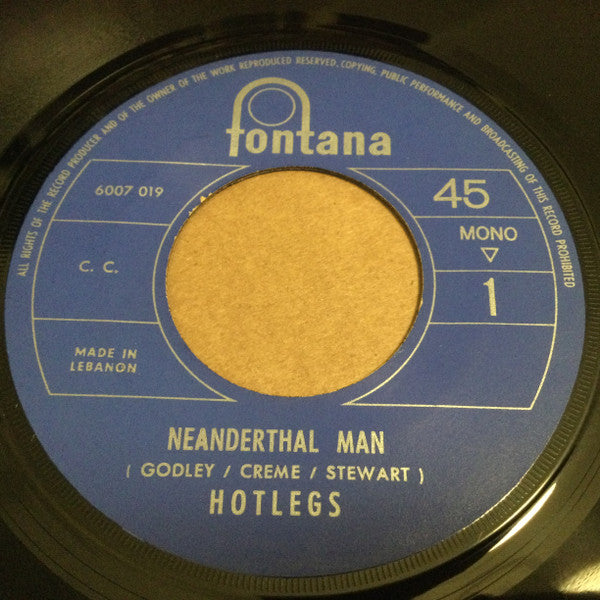 ALL RIGHTS OF THE RECORD PRODUCER AND OF THE OWNER OF THE WORK REPRODUCED RESERVED. COPYING, PUBLIC PERFORMANCE AND BROADCASTING OF THIS RECORD PROHIBITED
fontana
6007 019
45
MONO
C. C.
1
MADE IN
LEBANON
NEANDERTHAL MAN
( GODLEY / CREME / STEWART )
HOTLEGS